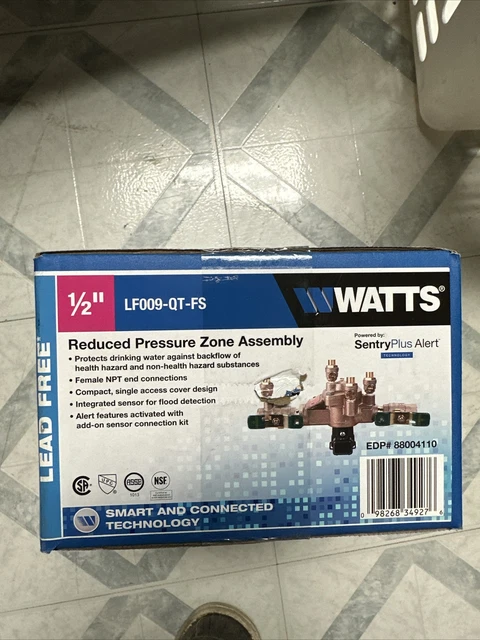 LEAD FREE*
1/2"
LF009-QT-FS
WATTS®
Reduced Pressure Zone Assembly
• Protects drinking water against backflow of
health hazard and non-health hazard substances
• Female NPT end connections
• Compact, single access cover design
• Integrated sensor for flood detection
• Alert features activated with
add-on sensor connection kit
Powered by:
SentryPlus Alert®
TECHNOLOGY
EDP# 88004110
ASSE
1013
NSF
SMART AND CONNECTED
TECHNOLOGY
0 98268 34927 6